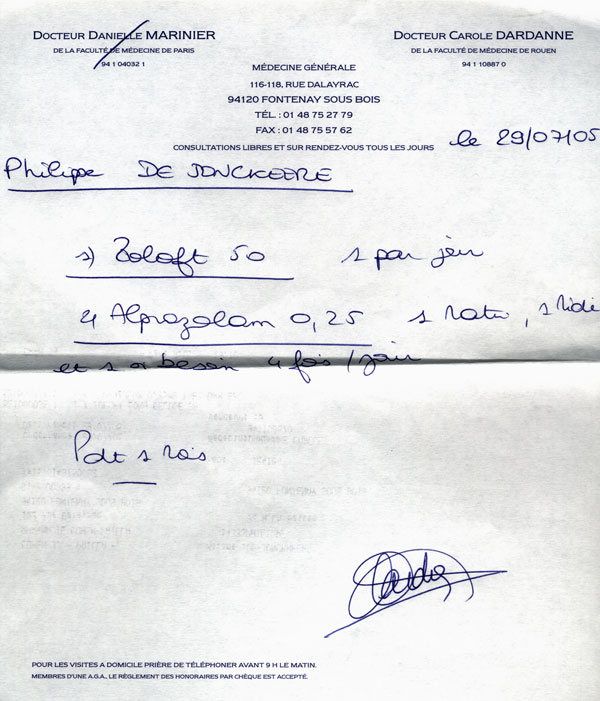 DOCTEUR DANIELLE MARINIER
DE LA FACULTÉ DE MÉDECINE DE PARIS
94 1 04032 1
DOCTEUR CAROLE DARDANNE
DE LA FACULTÉ DE MÉDECINE DE ROUEN
94 1 10887 0
MÉDECINE GÉNÉRALE
116-118, RUE DALAYRAC
94120 FONTENAY SOUS BOIS
TÉL. : 01 48 75 27 79
FAX : 01 48 75 57 62
CONSULTATIONS LIBRES ET SUR RENDEZ-VOUS TOUS LES JOURS
le 29/07/05
Philippe DE JONCKEERE
1) Zoloft 50 1 par jour
2) Alprazolam 0,25 1 matin, 1 midi
et 1 si besoin 4 fois / jour
Pdt 1 mois
POUR LES VISITES A DOMICILE PRIÈRE DE TÉLÉPHONER AVANT 9 H LE MATIN.
MEMBRES D'UNE A.G.A., LE RÈGLEMENT DES HONORAIRES PAR CHÈQUE EST ACCEPTÉ.